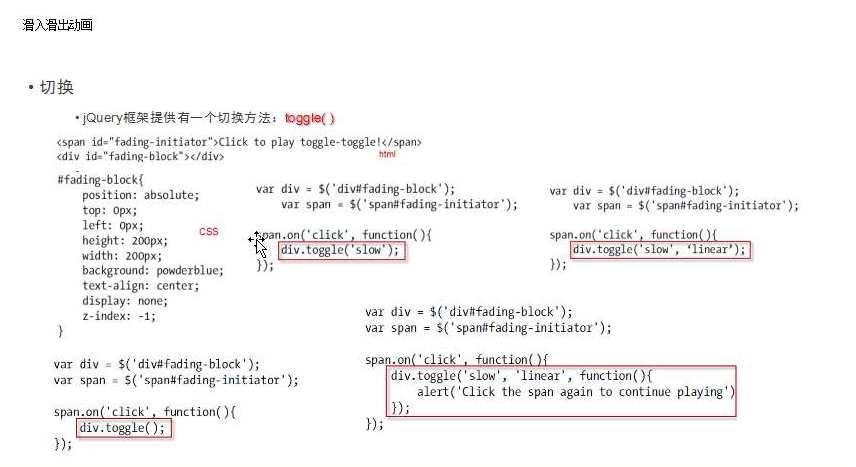 滑入滑出动画
• 切换
• jQuery框架提供有一个切换方法：toggle( )
<span id="fading-initiator">Click to play toggle-toggle!</span>
<div id="fading-block"></div>
html
#fading-block{
position: absolute;
top: 0px;
left: 0px;
height: 200px;
width: 200px;
background: powderblue;
text-align: center;
display: none;
z-index: -1;
}
CSS
var div = $('div#fading-block');
var span = $('span#fading-initiator');
span.on('click', function(){
div.toggle('slow');
});
var div = $('div#fading-block');
var span = $('span#fading-initiator');
span.on('click', function(){
div.toggle('slow', ‘linear’);
});
var div = $('div#fading-block');
var span = $('span#fading-initiator');
span.on('click', function(){
div.toggle();
});
var div = $('div#fading-block');
var span = $('span#fading-initiator');
span.on('click', function(){
div.toggle('slow', 'linear', function(){
alert('Click the span again to continue playing')
});
});